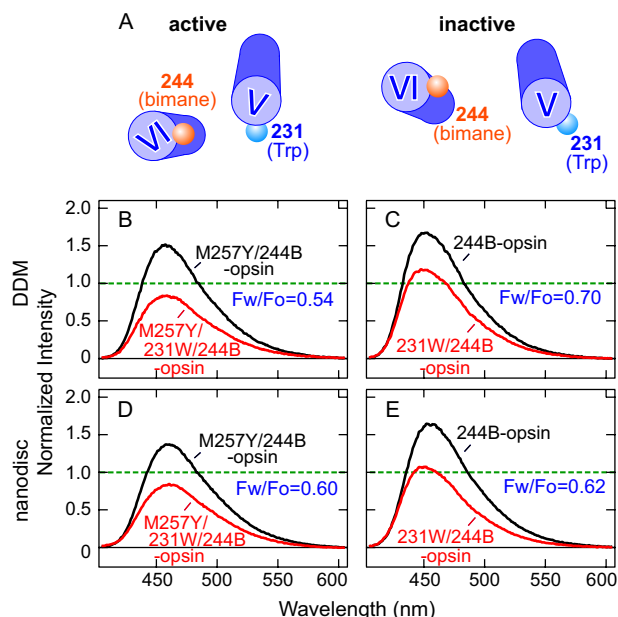 A
active
inactive
244
(bimane)
VI
V
231
(Trp)
VI
244
(bimane)
V
231
(Trp)
DDM
nanodisc
Normalized Intensity
2.0
1.5
1.0
0.5
0
B
M257Y/244B
-opsin
Fw/Fo=0.54
M257Y/
231W/244B
-opsin
C
244B-opsin
Fw/Fo=0.70
231W/244B
-opsin
2.0
1.5
1.0
0.5
0
D
M257Y/244B
-opsin
Fw/Fo=0.60
M257Y/
231W/244B
-opsin
E
244B-opsin
Fw/Fo=0.62
231W/244B
-opsin
450 500 550 600
450 500 550 600
Wavelength (nm)